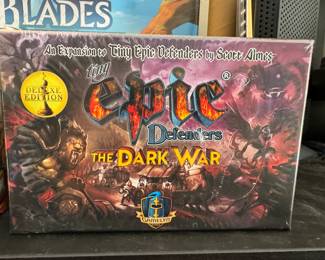 BLADES
An Expansion to Tiny Epic Defenders by Scott Almes
DELUXE
EDITION
tiny
epic®
Defenders
THE DARK WAR
GAMELYN